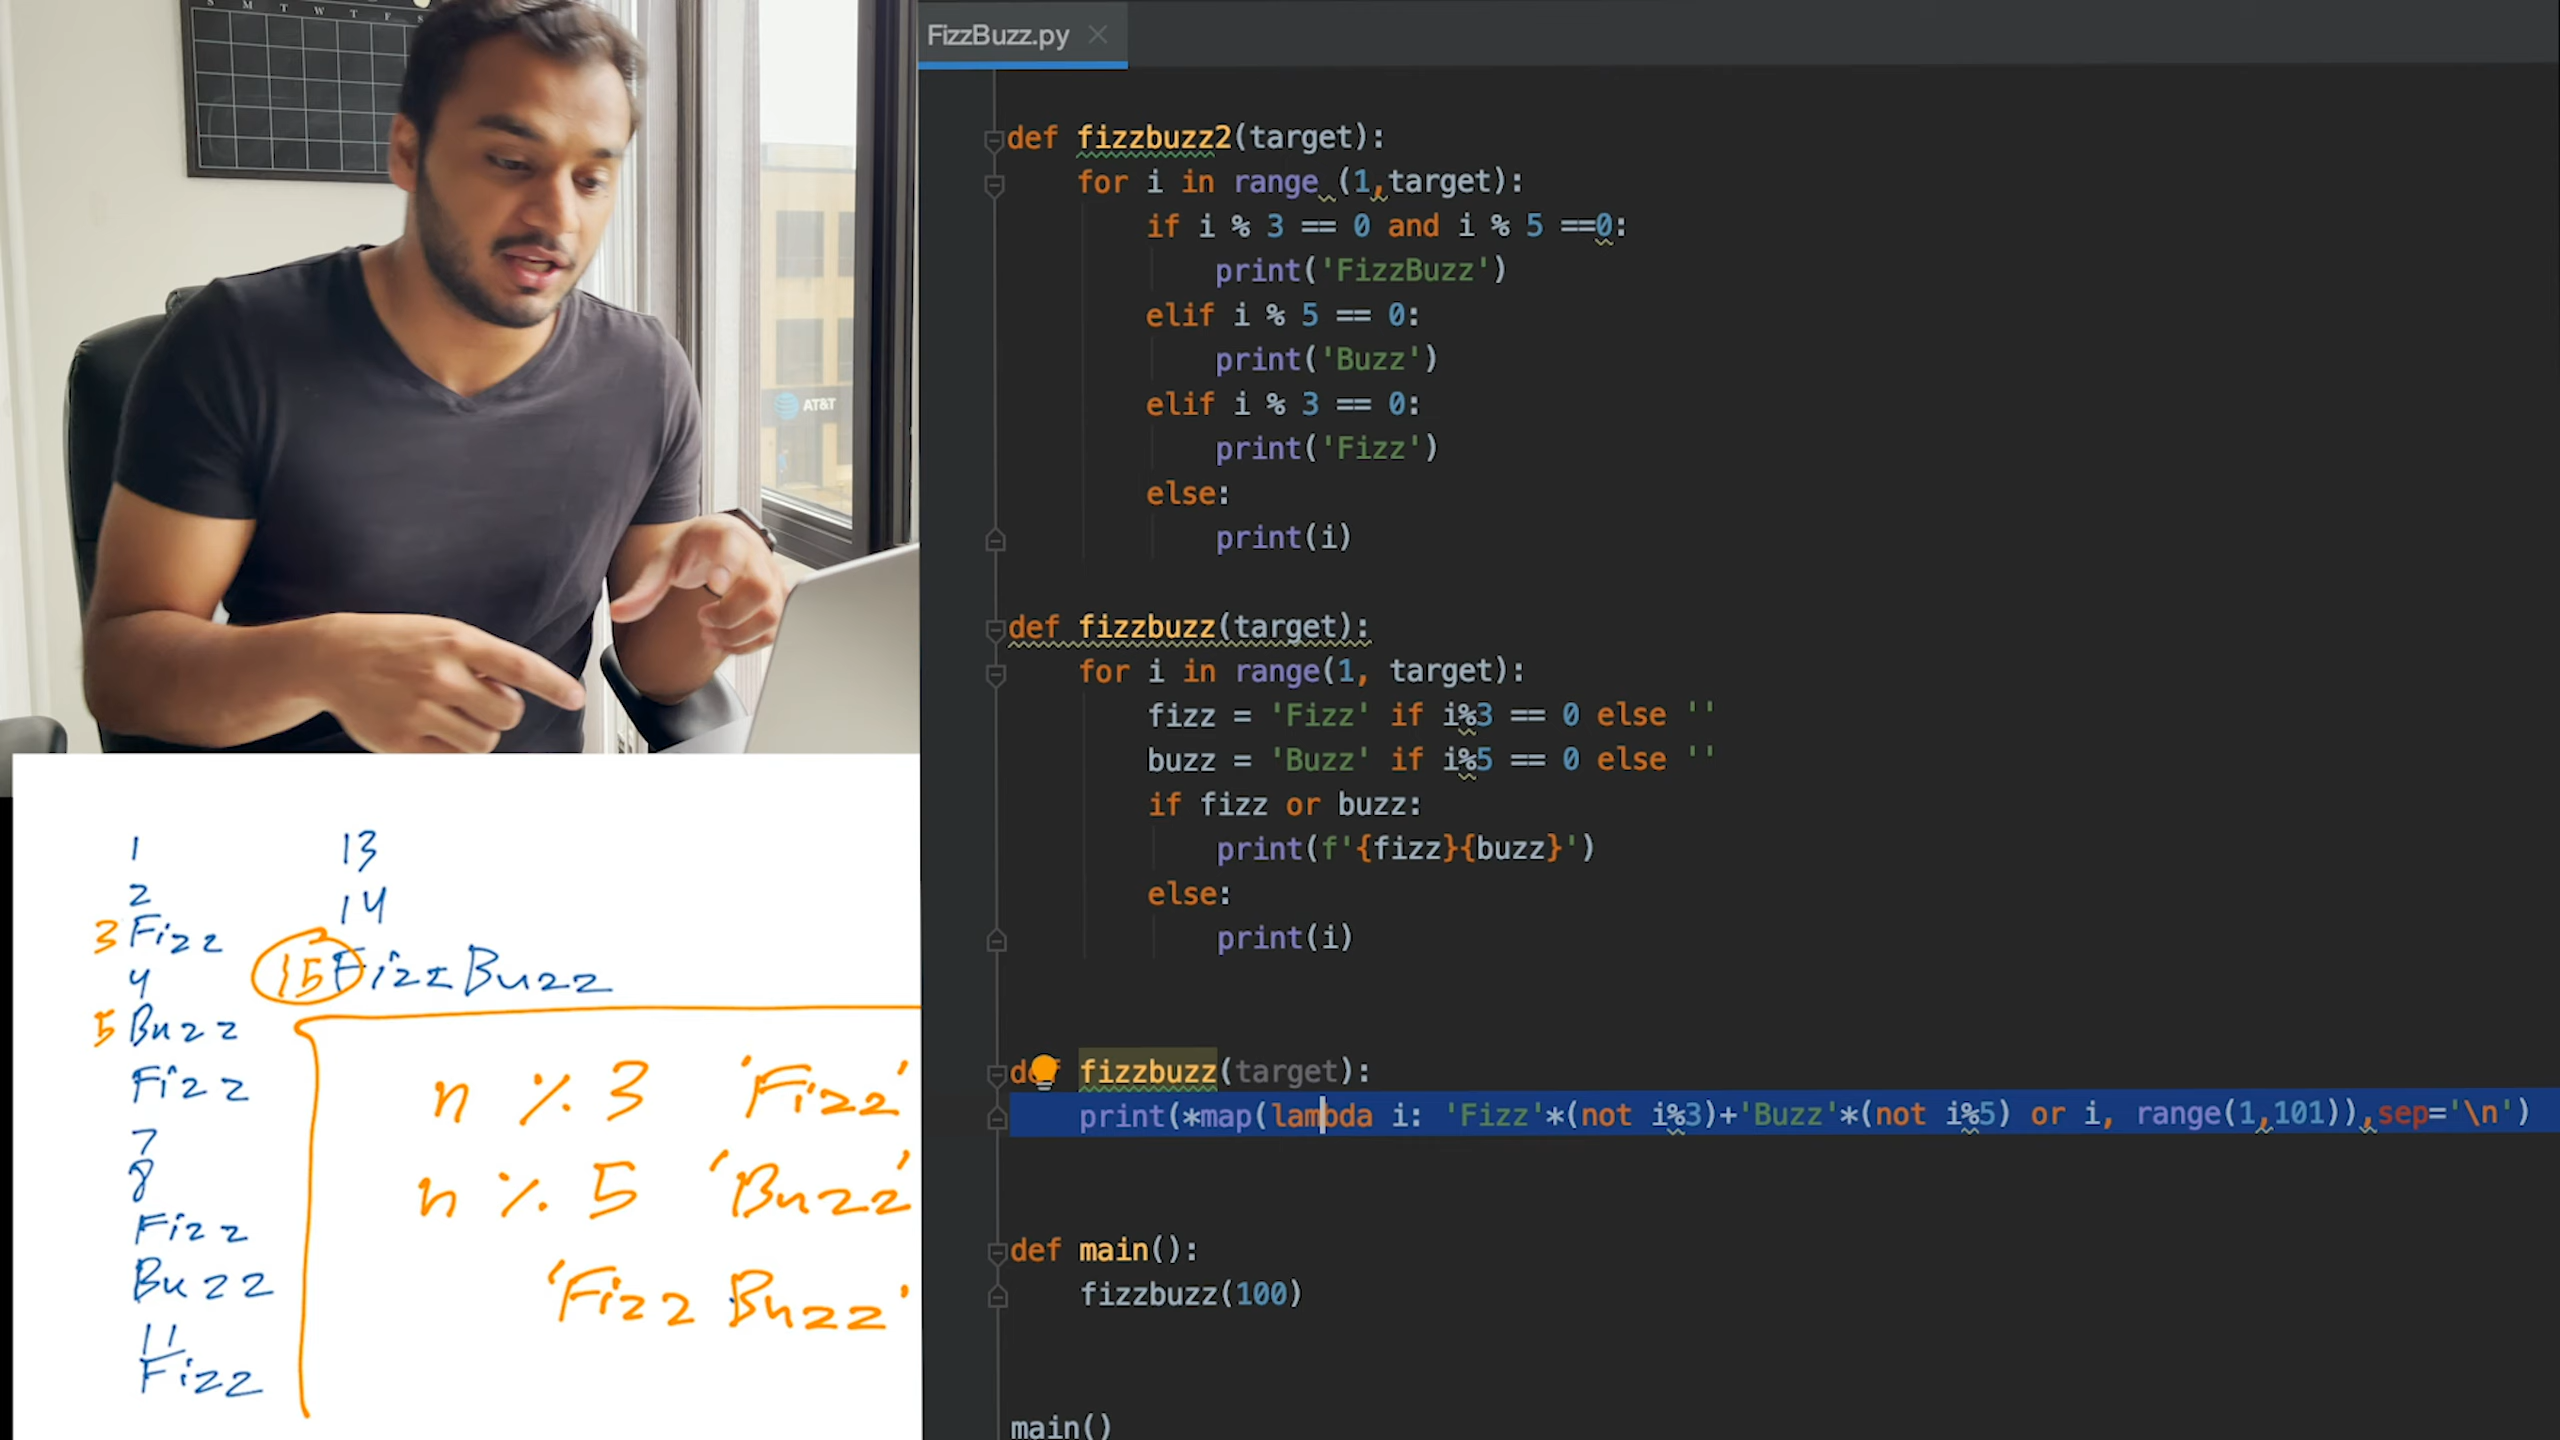 S M T W T F S
AT&T
1
2
3 Fizz
4
5 Buzz
Fizz
7
8
Fizz
Buzz
11
Fizz
13
14
15 FizzBuzz
n % 3 'Fizz'
n % 5 'Buzz'
'Fizz Buzz'
FizzBuzz.py
def fizzbuzz2(target):
for i in range (1,target):
if i % 3 == 0 and i % 5 ==0:
print('FizzBuzz')
elif i % 5 == 0:
print('Buzz')
elif i % 3 == 0:
print('Fizz')
else:
print(i)
def fizzbuzz(target):
for i in range(1, target):
fizz = 'Fizz' if i%3 == 0 else ''
buzz = 'Buzz' if i%5 == 0 else ''
if fizz or buzz:
print(f'{fizz}{buzz}')
else:
print(i)
def fizzbuzz(target):
print(*map(lambda i: 'Fizz'*(not i%3)+'Buzz'*(not i%5) or i, range(1,101)),sep='\n')
def main():
fizzbuzz(100)
main()